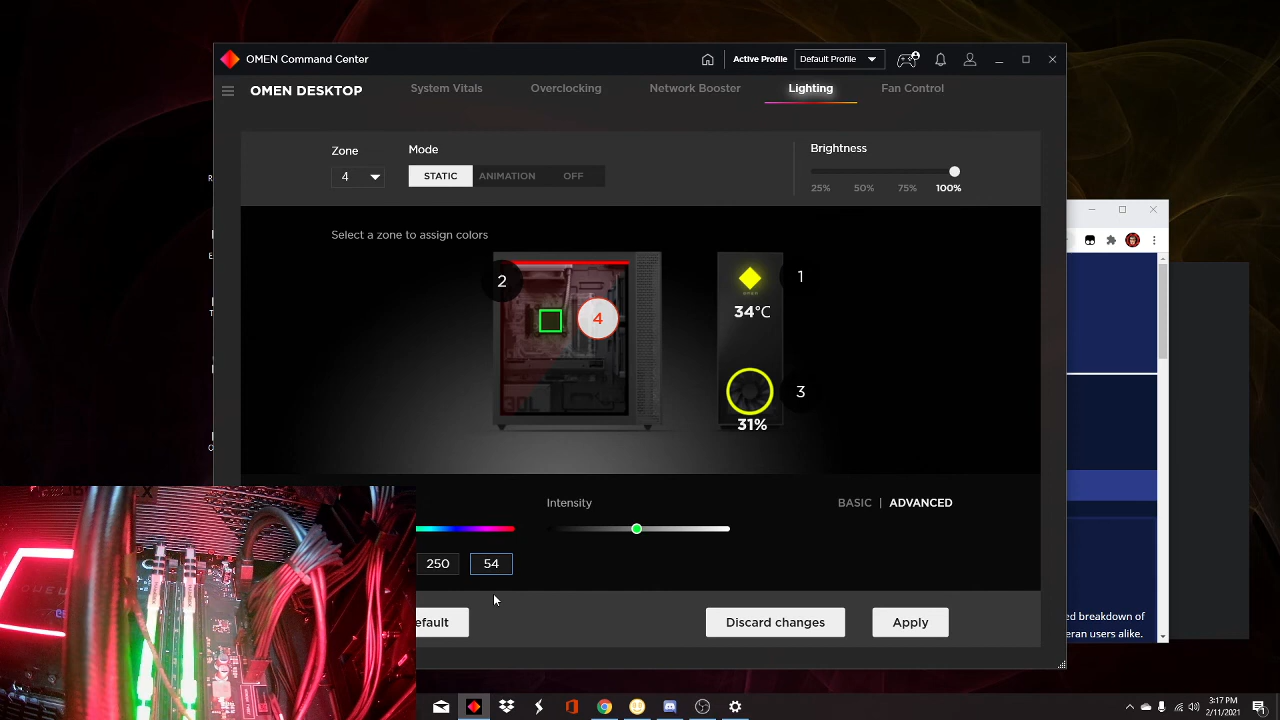 OMEN Command Center
Active Profile
Default Profile
OMEN DESKTOP
System Vitals
Overclocking
Network Booster
Lighting
Fan Control
Zone
Mode
Brightness
4
STATIC
ANIMATION
OFF
25%
50%
75%
100%
Select a zone to assign colors
2
1
4
34°C
3
30L
31%
Intensity
BASIC | ADVANCED
250
54
efault
Discard changes
Apply
ed breakdown of
eran users alike.
3:17 PM
2/11/2021